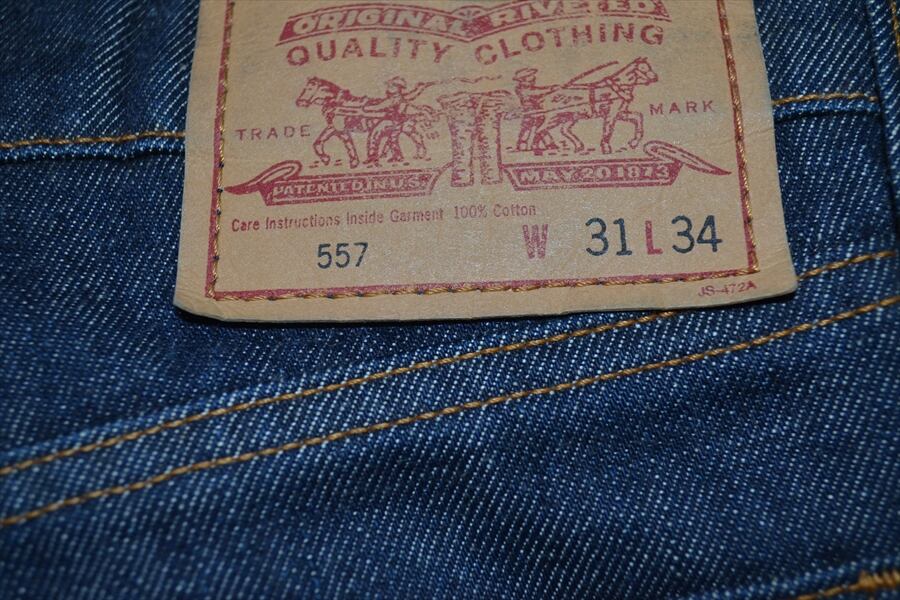 ORIGINAL RIVETED
QUALITY CLOTHING
TRADE MARK
PATENTED IN U.S. MAY 20 1873
Care Instructions Inside Garment 100% Cotton
557 W 31 L 34
JS-472A